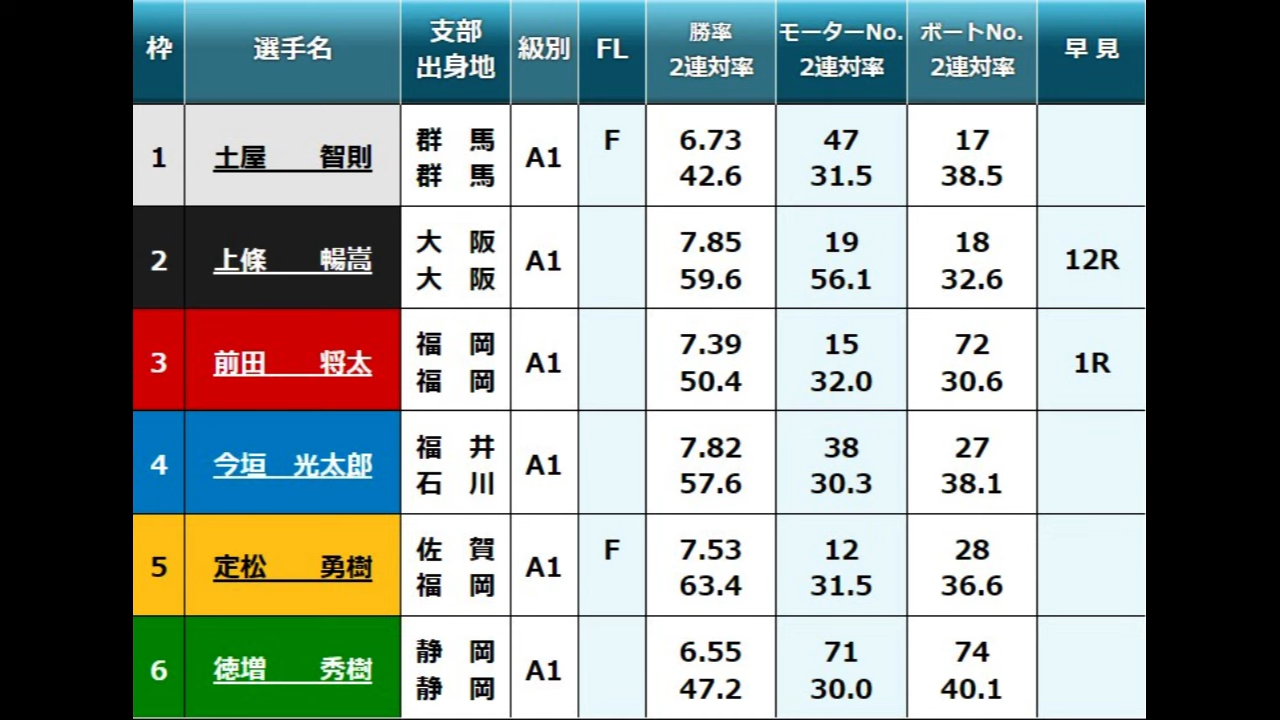 枠 選手名 支部 級別 FL 勝率 モーターNo. ボートNo. 早見
出身地 2連対率 2連対率 2連対率
1 土屋 智則 群馬 A1 F 6.73 47 17
群馬 42.6 31.5 38.5
2 上條 暢嵩 大阪 A1 7.85 19 18 12R
大阪 59.6 56.1 32.6
3 前田 将太 福岡 A1 7.39 15 72 1R
福岡 50.4 32.0 30.6
4 今垣 光太郎 福井 A1 7.82 38 27
石川 57.6 30.3 38.1
5 定松 勇樹 佐賀 A1 F 7.53 12 28
福岡 63.4 31.5 36.6
6 徳増 秀樹 静岡 A1 6.55 71 74
静岡 47.2 30.0 40.1